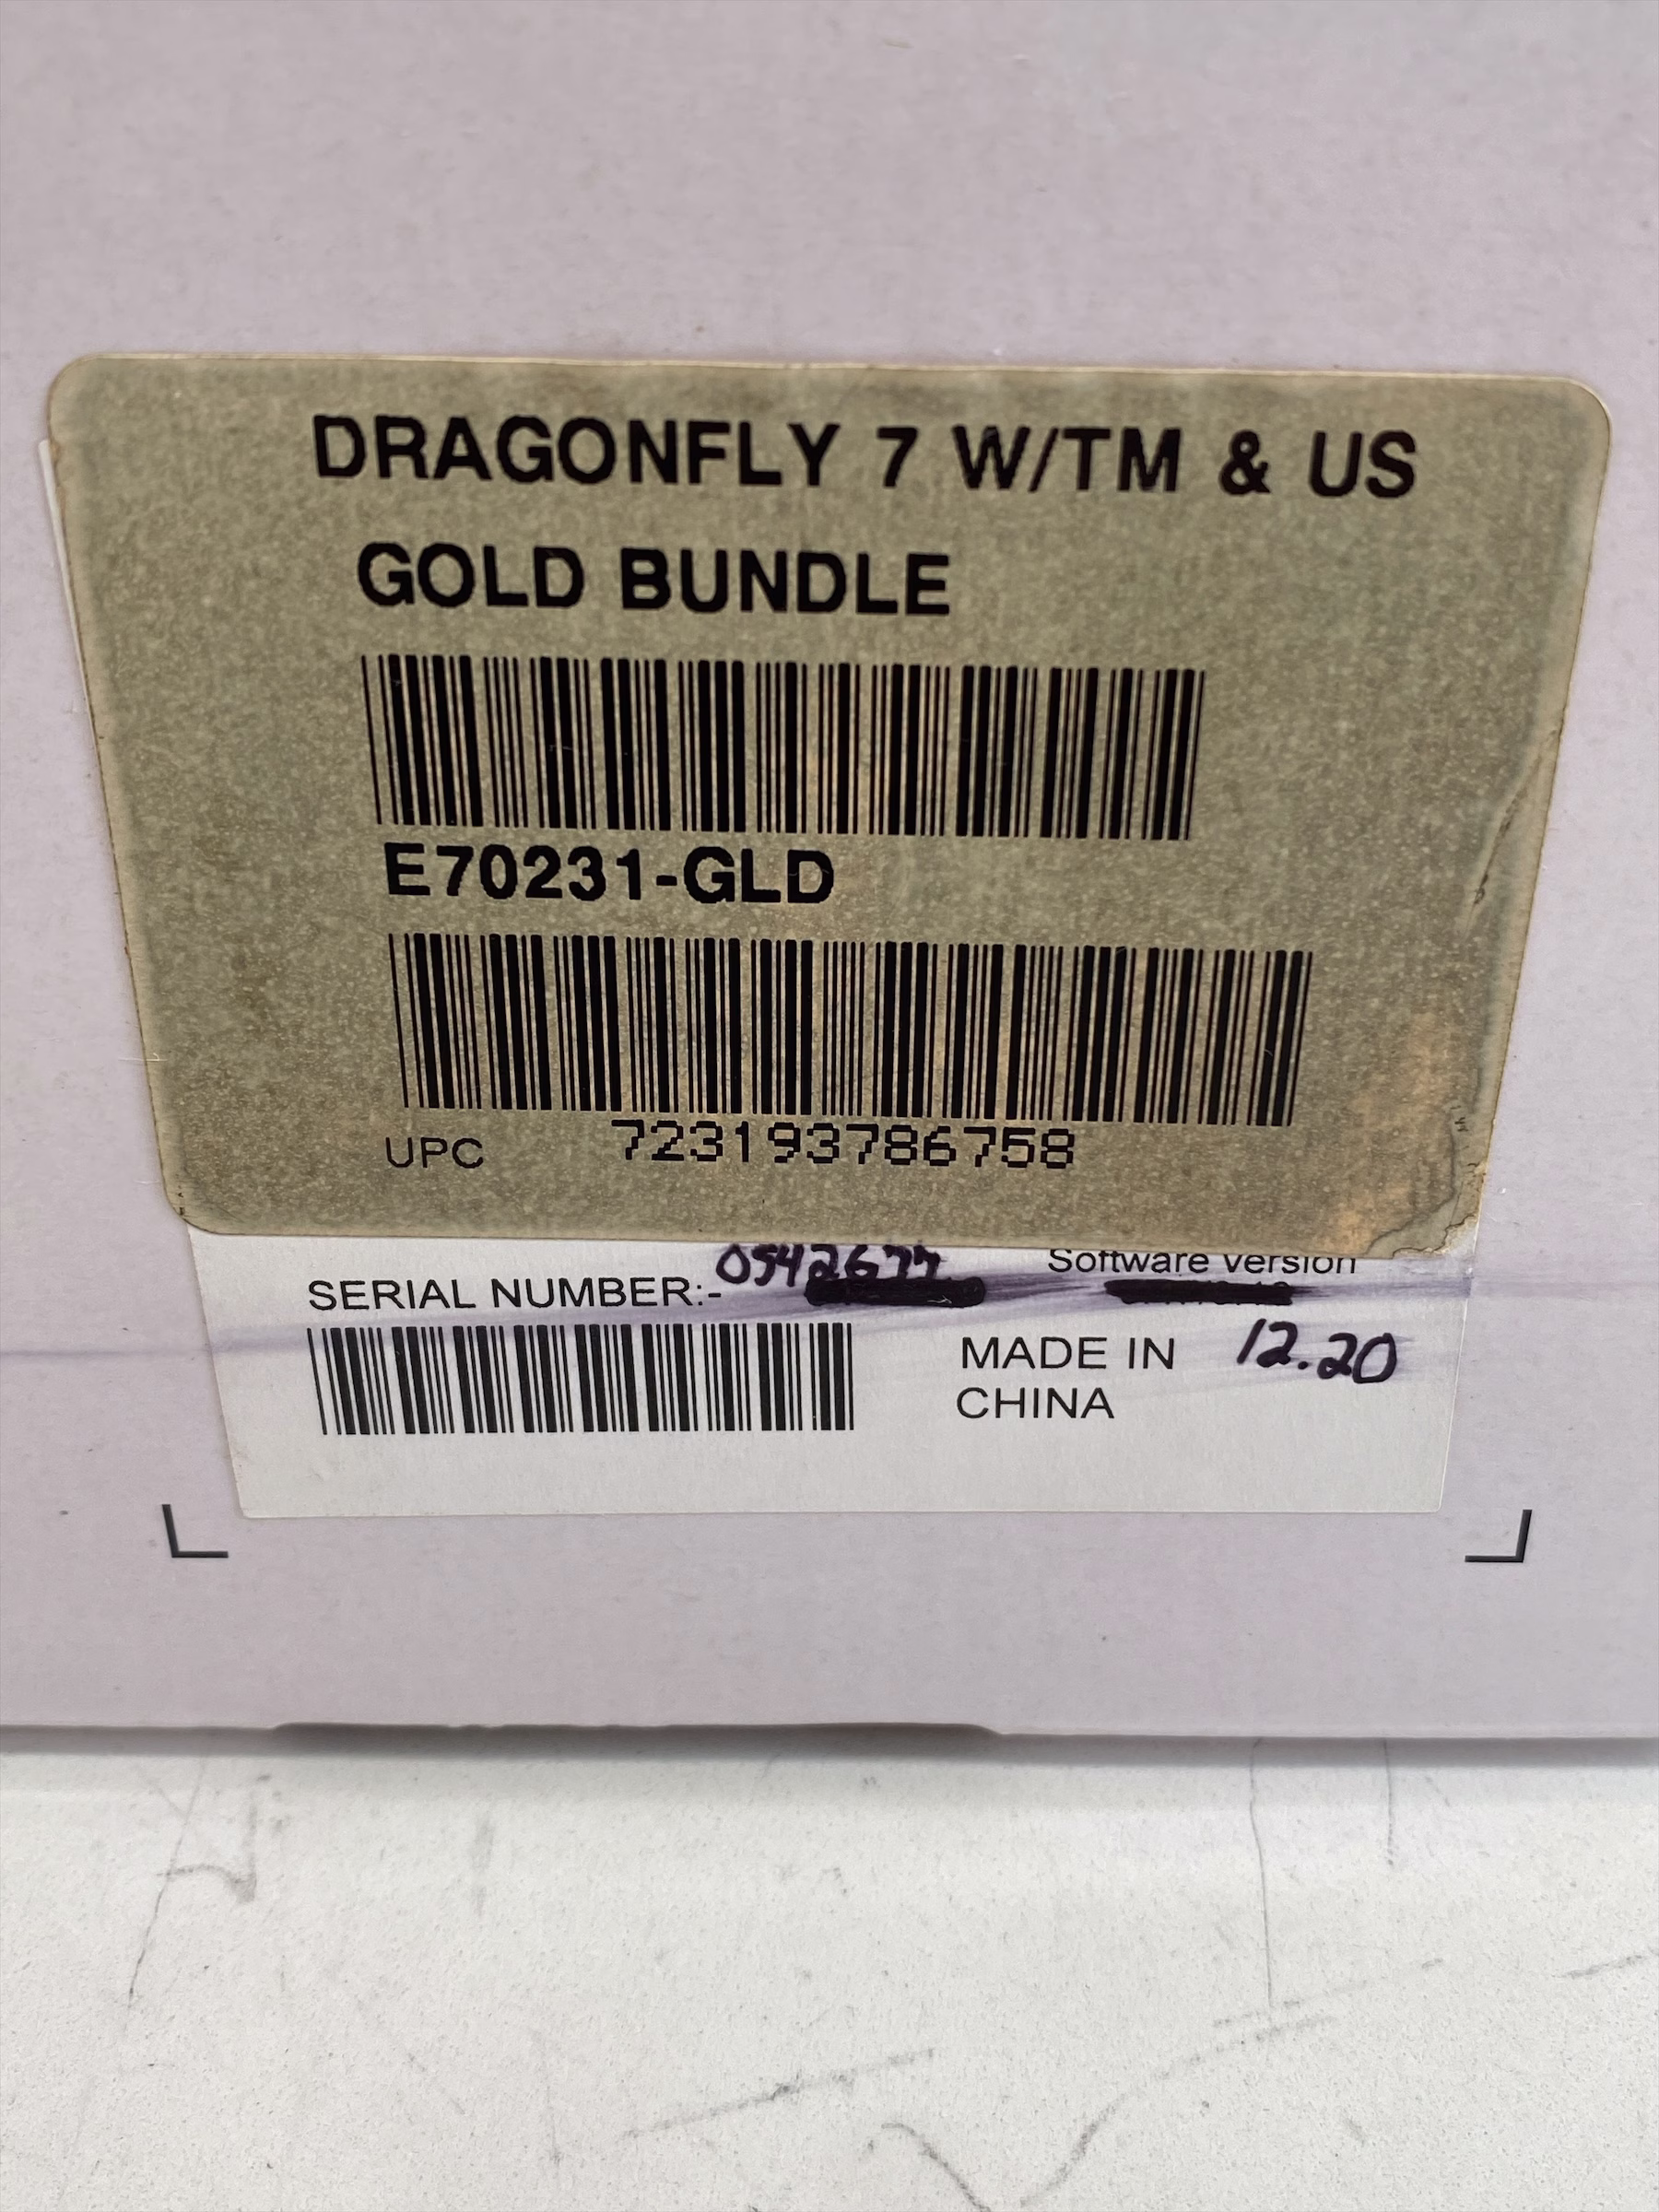 DRAGONFLY 7 W/TM & US
GOLD BUNDLE
E70231-GLD
UPC 723193786758
0542677
SERIAL NUMBER:-
Software Version
MADE IN 12.20
CHINA